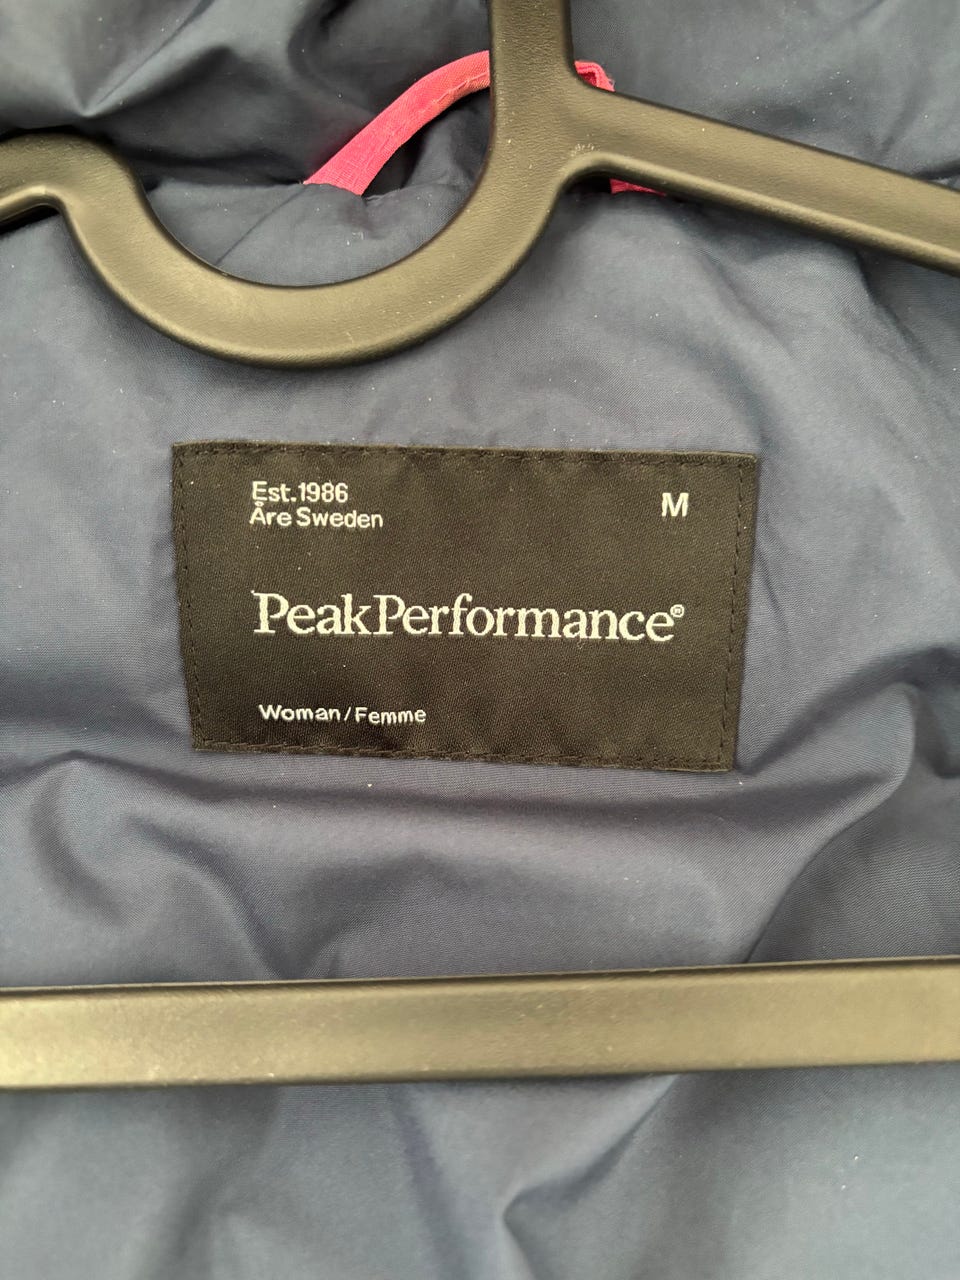 Est.1986
Åre Sweden
M
PeakPerformance®
Woman/Femme